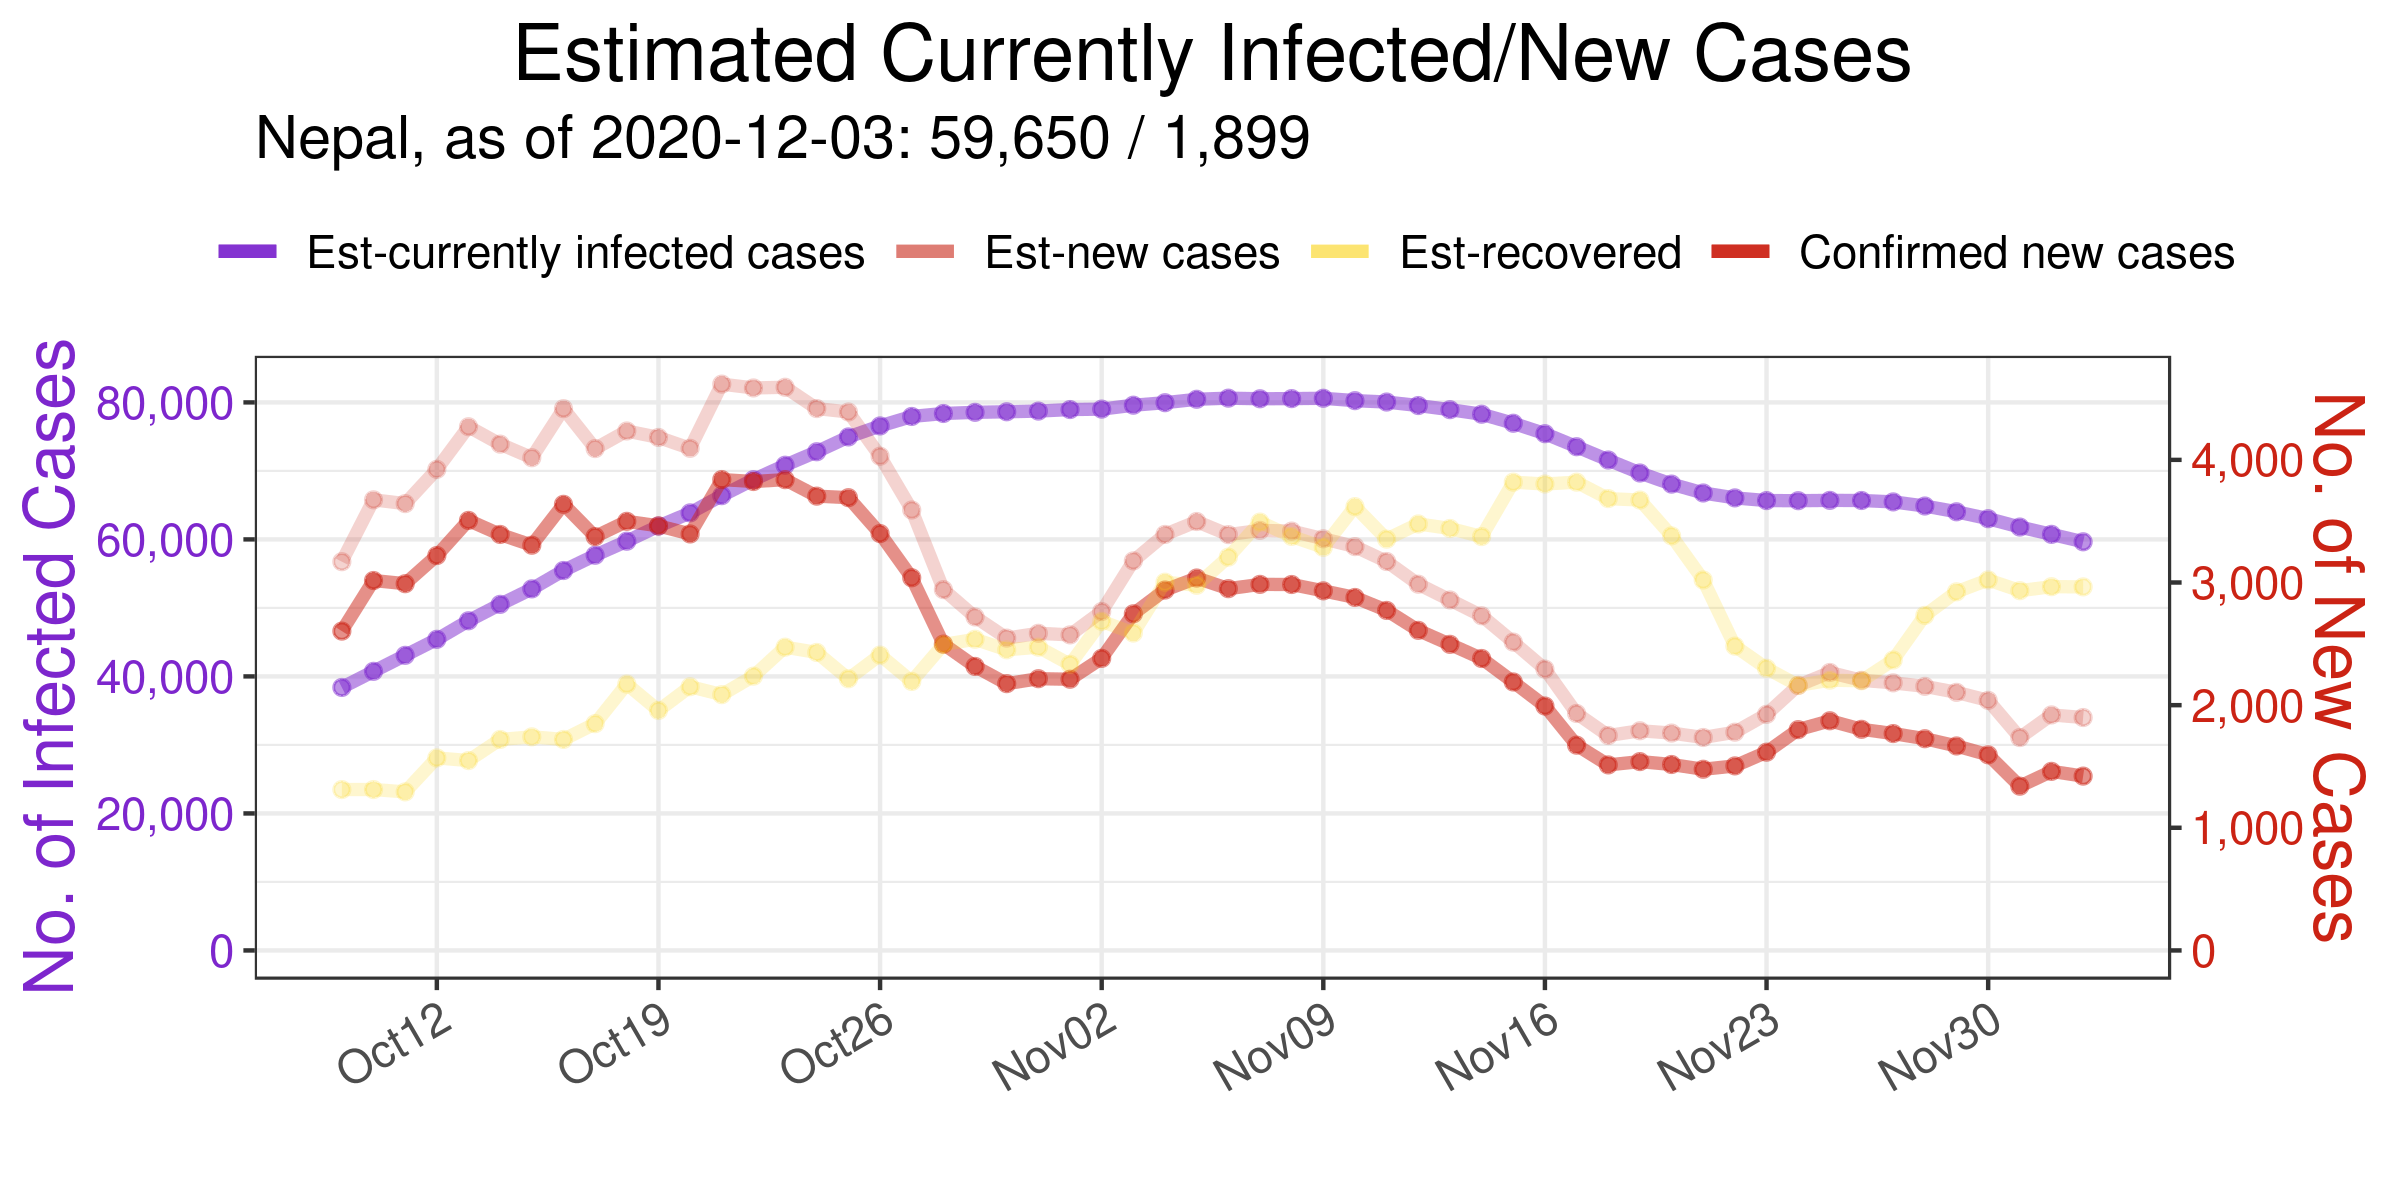 Estimated Currently Infected/New Cases
Nepal, as of 2020-12-03: 59,650 / 1,899
Est-currently infected cases Est-new cases Est-recovered Confirmed new cases
No. of Infected Cases
80,000
60,000
40,000
20,000
0
4,000
3,000
2,000
1,000
0
No. of New Cases
Oct12 Oct19 Oct26 Nov02 Nov09 Nov16 Nov23 Nov30